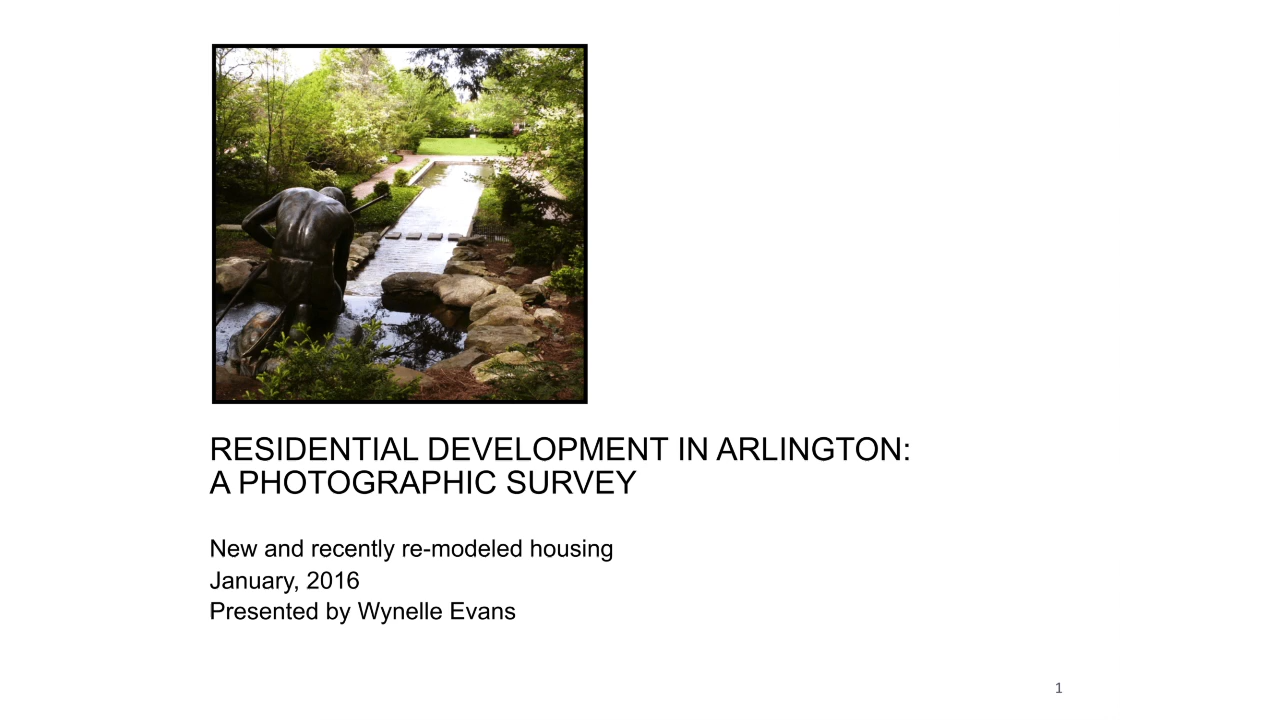 RESIDENTIAL DEVELOPMENT IN ARLINGTON:
A PHOTOGRAPHIC SURVEY
New and recently re-modeled housing
January, 2016
Presented by Wynelle Evans
1